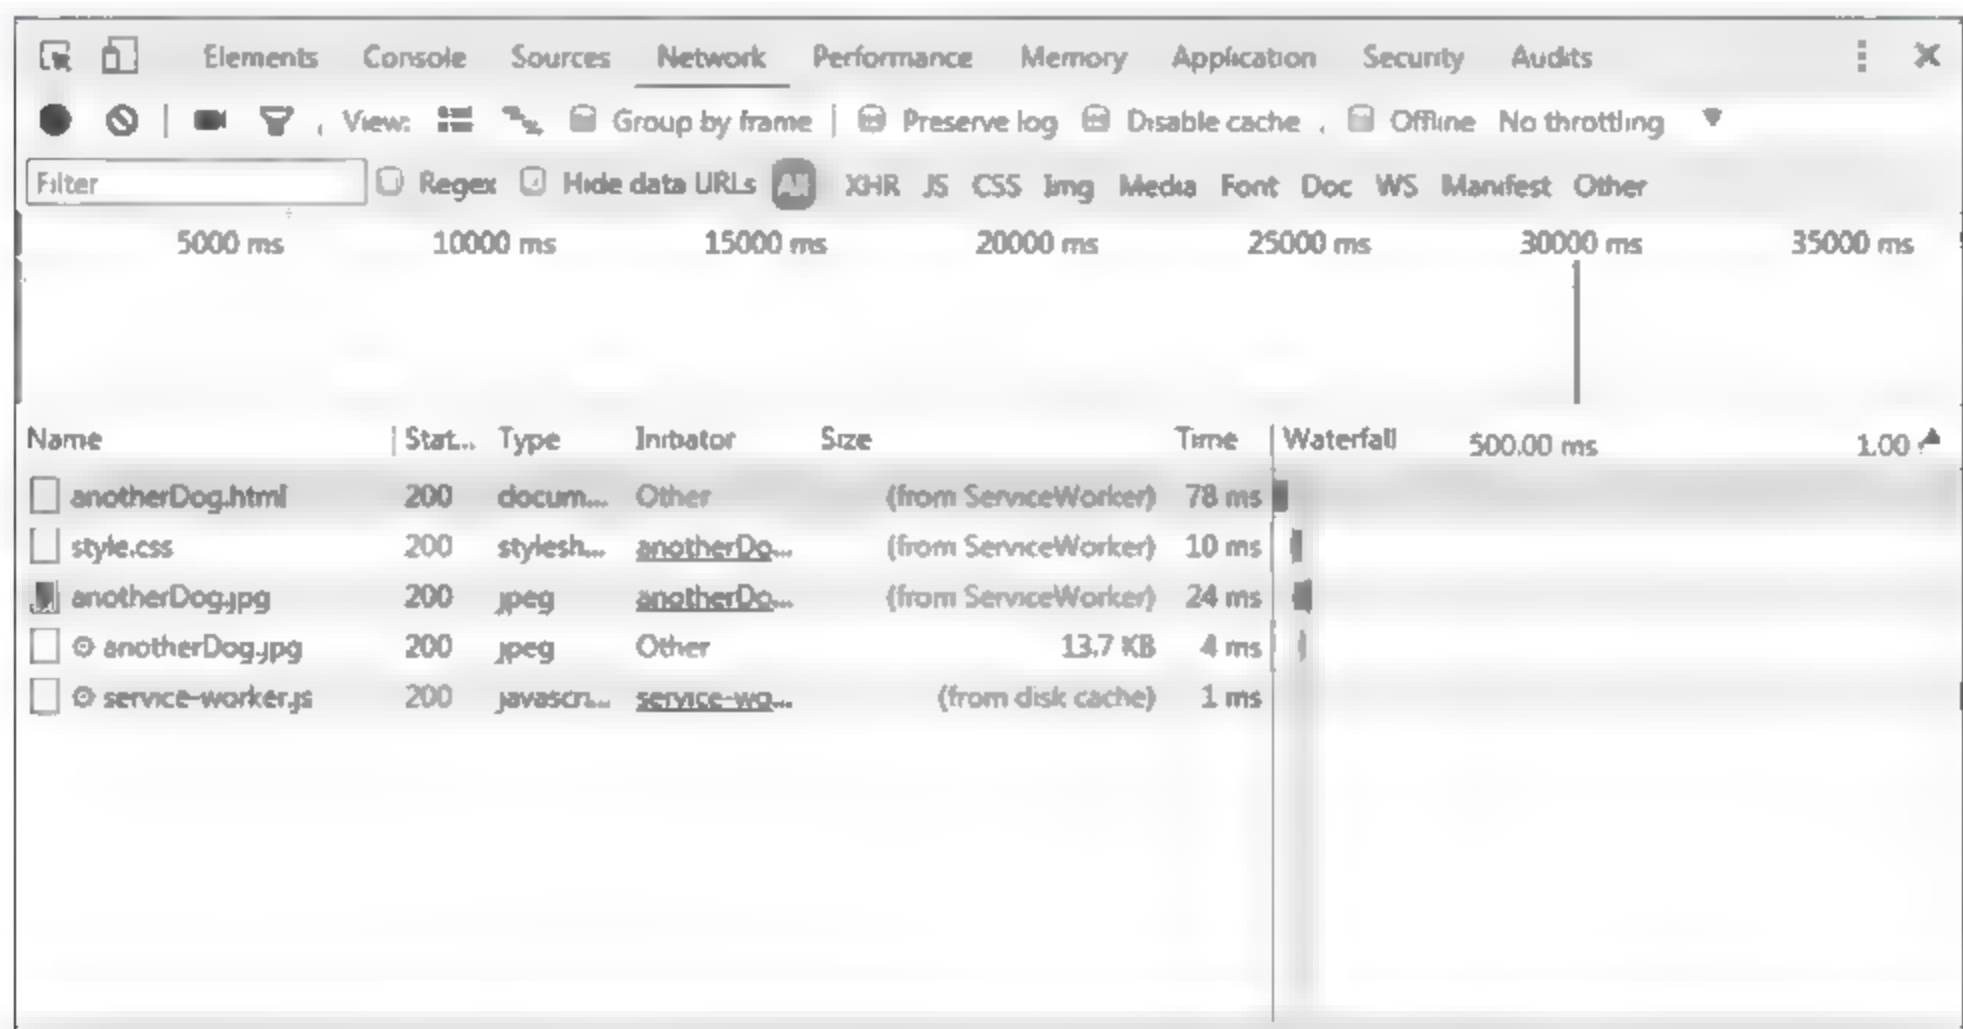 Elements Console Sources Network Performance Memory Application Security Audits
View: Group by frame Preserve log Disable cache Offline No throttling
Filter Regex Hide data URLs All XHR JS CSS Img Media Font Doc WS Manifest Other
5000 ms 10000 ms 15000 ms 20000 ms 25000 ms 30000 ms 35000 ms
Name Stat... Type Initiator Size Time Waterfall 500.00 ms 1.00
anotherDog.html 200 docum... Other (from ServiceWorker) 78 ms
style.css 200 stylesh... anotherDo... (from ServiceWorker) 10 ms
anotherDog.jpg 200 jpeg anotherDo... (from ServiceWorker) 24 ms
anotherDog.jpg 200 jpeg Other 13.7 KB 4 ms
service-worker.js 200 javascri... service-wo... (from disk cache) 1 ms